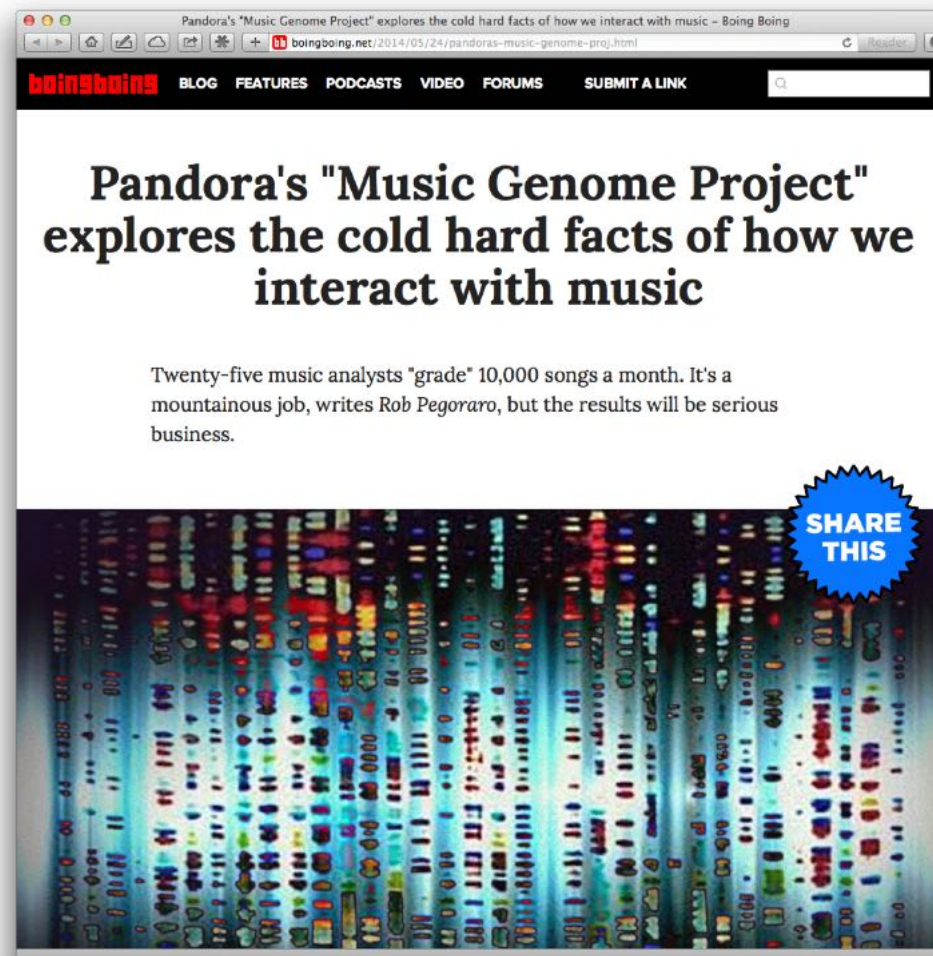 Pandora's "Music Genome Project" explores the cold hard facts of how we interact with music – Boing Boing
bb boingboing.net/2014/05/24/pandoras-music-genome-proj.html
Reader
boingboing
BLOG FEATURES PODCASTS VIDEO FORUMS SUBMIT A LINK
Pandora's "Music Genome Project"
explores the cold hard facts of how we
interact with music
Twenty-five music analysts "grade" 10,000 songs a month. It's a
mountainous job, writes Rob Pegoraro, but the results will be serious
business.
SHARE
THIS